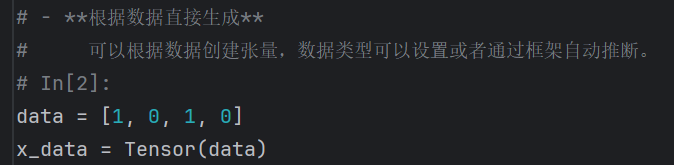 # - **根据数据直接生成**
#     可以根据数据创建张量，数据类型可以设置或者通过框架自动推断。
# In[2]:
data = [1, 0, 1, 0]
x_data = Tensor(data)